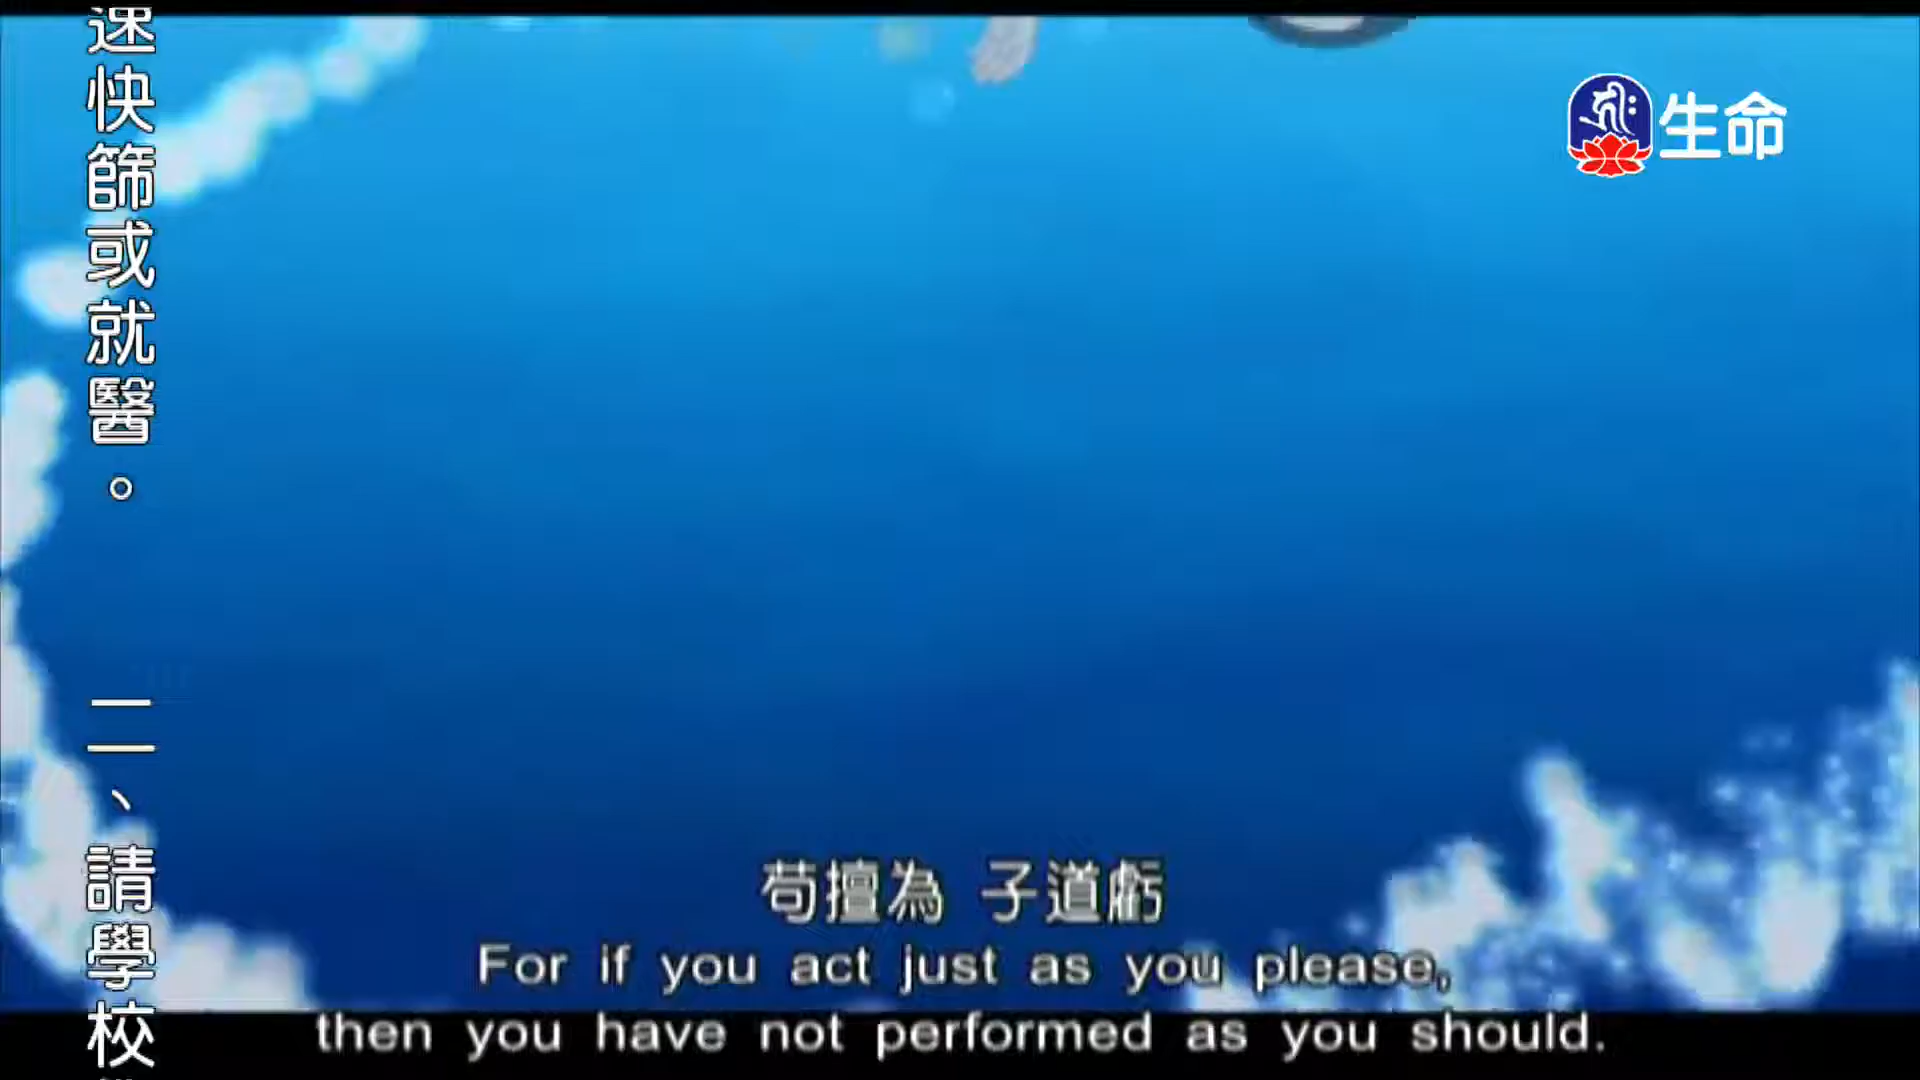 速快篩或就醫。 二、請學校
生命
苟擅為 子道虧
For if you act just as you please,
then you have not performed as you should.